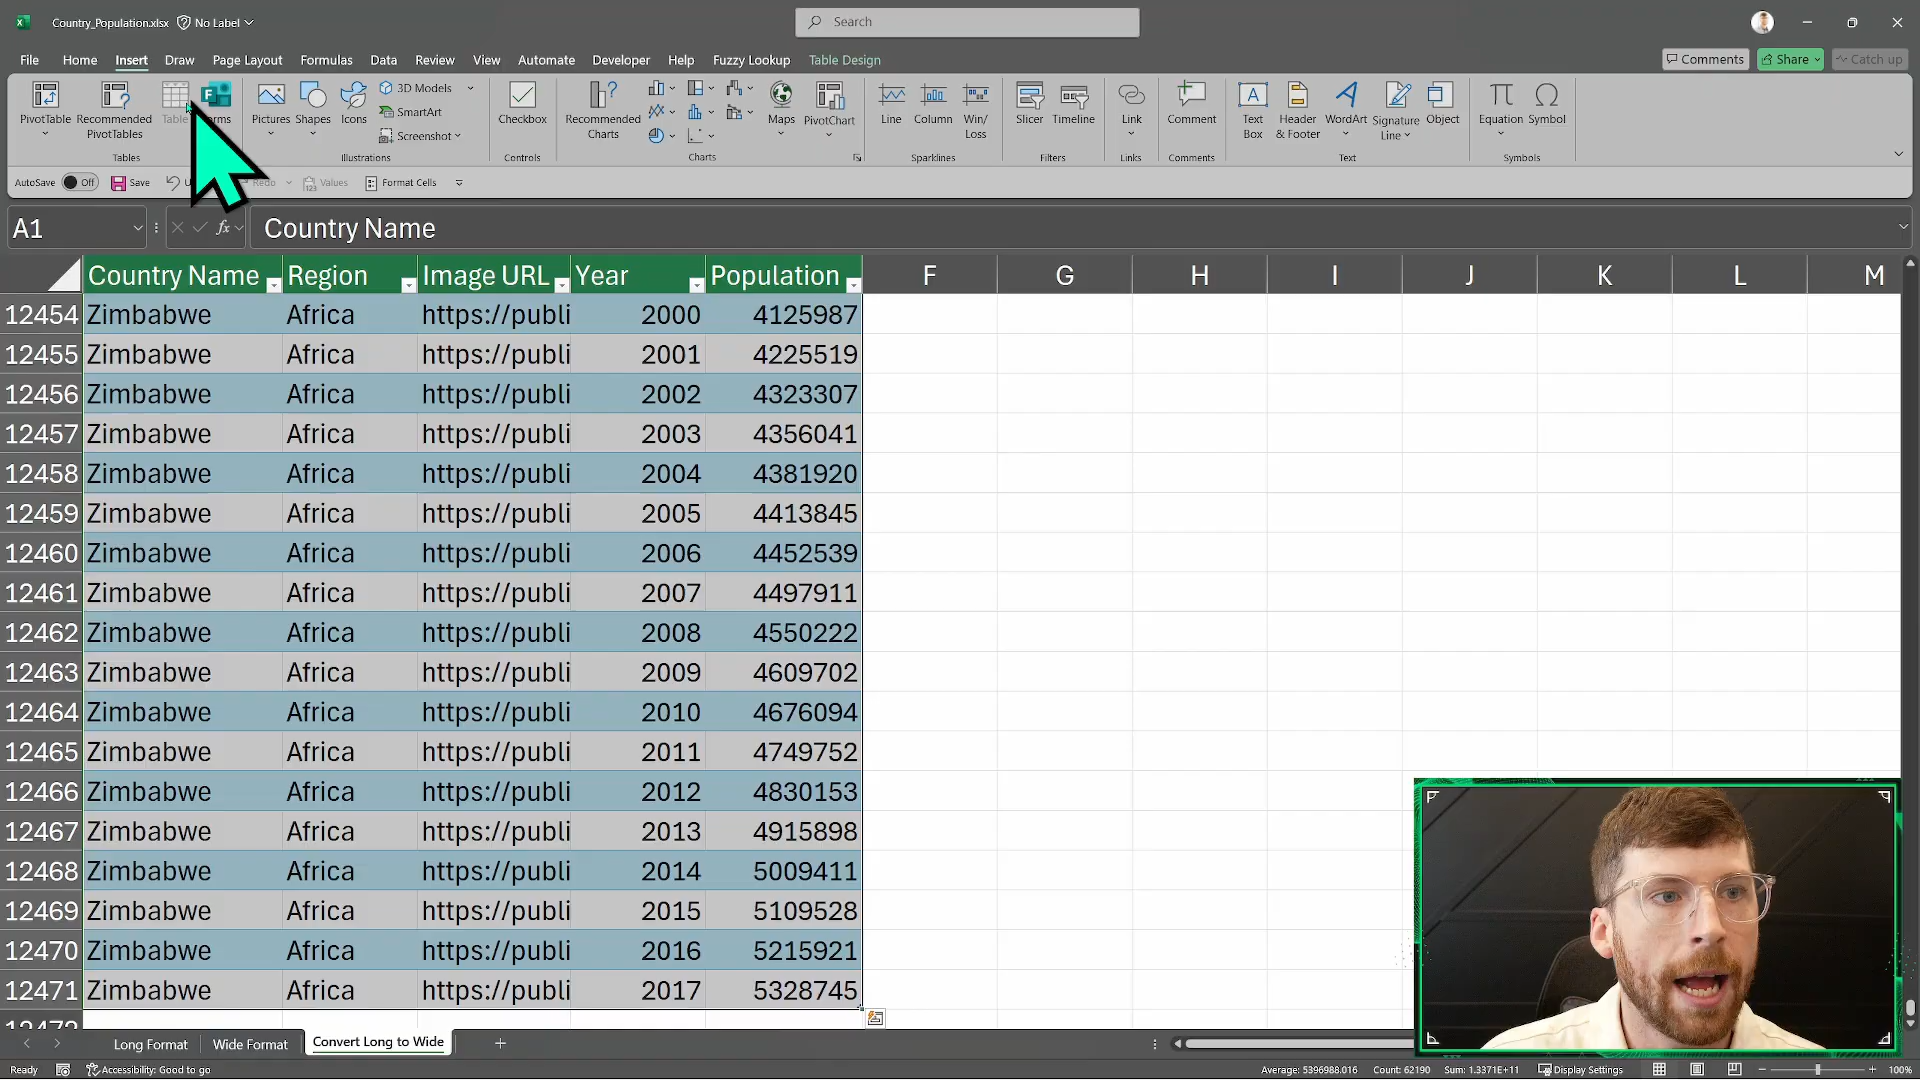 Country_Population.xlsx No Label
Search
File Home Insert Draw Page Layout Formulas Data Review View Automate Developer Help Fuzzy Lookup Table Design
Comments Share Catch up
PivotTable Recommended PivotTables Table
Pictures Shapes Icons 3D Models SmartArt Screenshot
Checkbox Recommended Charts Maps PivotChart
Line Column Win/Loss Slicer Timeline Link Comment
Text Box Header & Footer WordArt Signature Line Object Equation Symbol
Tables Illustrations Controls Charts Sparklines Filters Links Comments Text Symbols
AutoSave Off Save Redo Values Format Cells
A1 fx Country Name
Country Name Region Image URL Year Population F G H I J K L M
12454 Zimbabwe Africa https://publi 2000 4125987
12455 Zimbabwe Africa https://publi 2001 4225519
12456 Zimbabwe Africa https://publi 2002 4323307
12457 Zimbabwe Africa https://publi 2003 4356041
12458 Zimbabwe Africa https://publi 2004 4381920
12459 Zimbabwe Africa https://publi 2005 4413845
12460 Zimbabwe Africa https://publi 2006 4452539
12461 Zimbabwe Africa https://publi 2007 4497911
12462 Zimbabwe Africa https://publi 2008 4550222
12463 Zimbabwe Africa https://publi 2009 4609702
12464 Zimbabwe Africa https://publi 2010 4676094
12465 Zimbabwe Africa https://publi 2011 4749752
12466 Zimbabwe Africa https://publi 2012 4830153
12467 Zimbabwe Africa https://publi 2013 4915898
12468 Zimbabwe Africa https://publi 2014 5009411
12469 Zimbabwe Africa https://publi 2015 5109528
12470 Zimbabwe Africa https://publi 2016 5215921
12471 Zimbabwe Africa https://publi 2017 5328745
Long Format Wide Format Convert Long to Wide
Ready Accessibility: Good to go Average: 5396988.016 Count: 62190 Sum: 1.3371E+11 Display Settings 100%